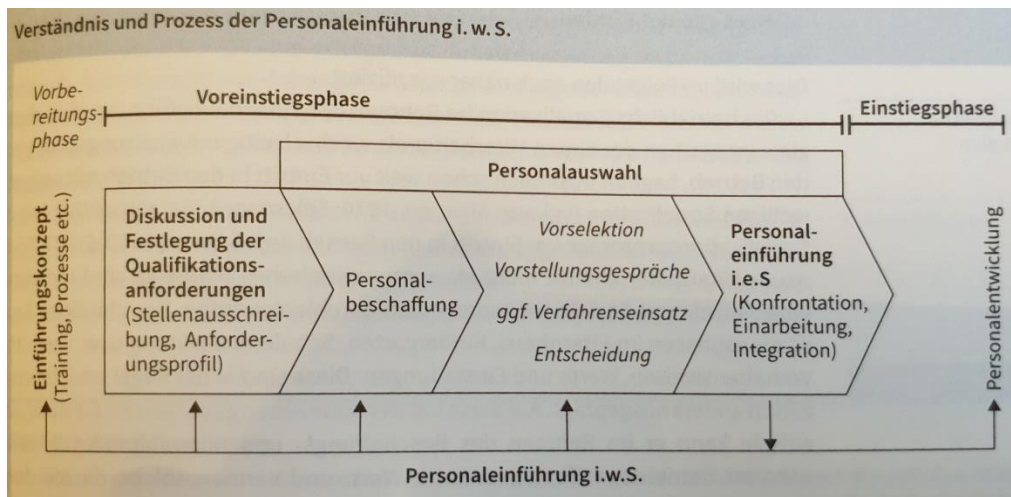 Verständnis und Prozess der Personaleinführung i. w. S.
Vorbe-
reitungs-
phase
Voreinstiegsphase
Einstiegsphase
Personalauswahl
Einführungskonzept
(Training, Prozesse etc.)
Diskussion und
Festlegung der
Qualifikations-
anforderungen
(Stellenausschrei-
bung, Anforder-
ungsprofil)
Personal-
beschaffung
Vorselektion
Vorstellungsgespräche
ggf. Verfahrenseinsatz
Entscheidung
Personal-
einführung
i.e.S
(Konfrontation,
Einarbeitung,
Integration)
Personalentwicklung
Personaleinführung i.w.S.